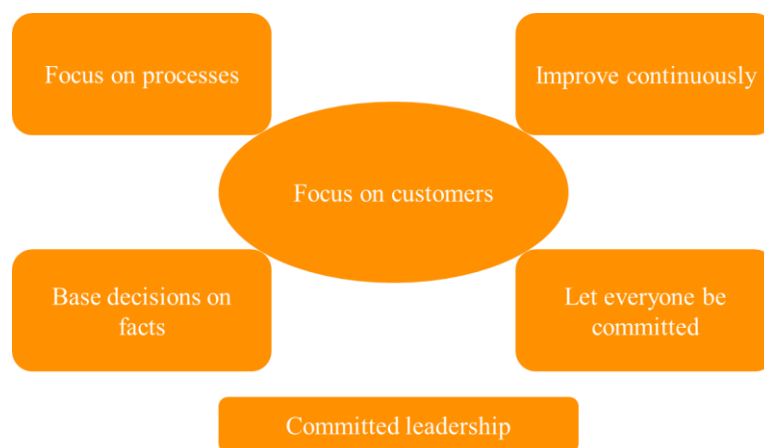 Focus on processes
Improve continuously
Focus on customers
Base decisions on
facts
Let everyone be
committed
Committed leadership